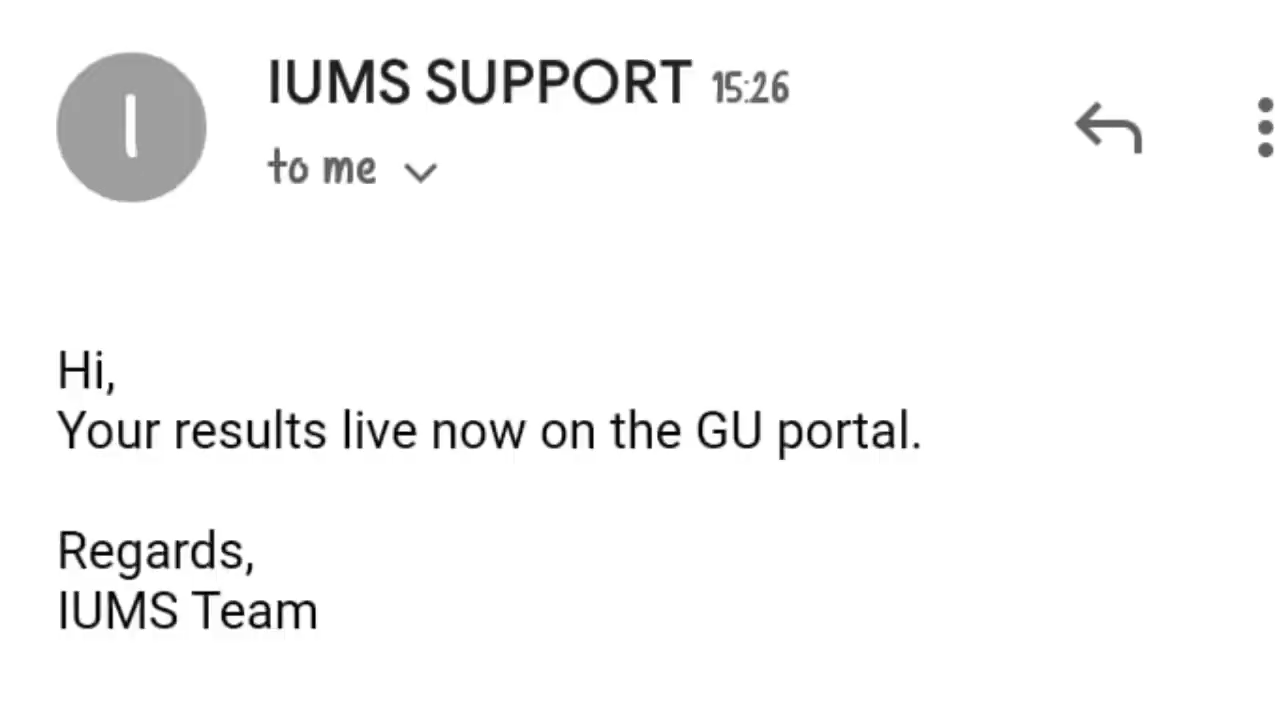 I
IUMS SUPPORT 15:26
to me
Hi,
Your results live now on the GU portal.
Regards,
IUMS Team